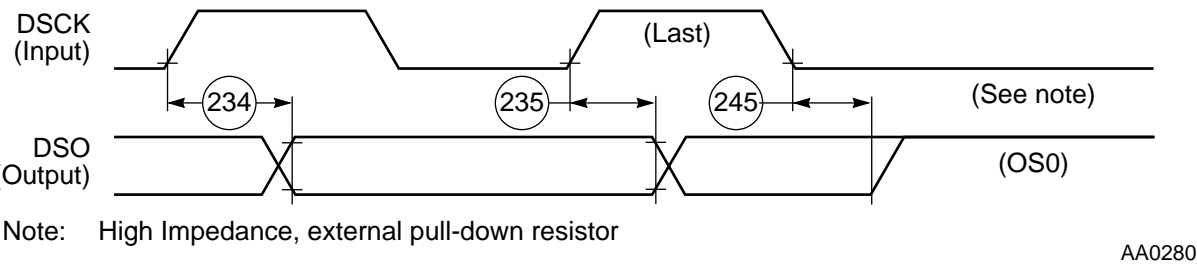 DSCK
(Input)
(Last)
234
235
245
(See note)
DSO
(Output)
(OS0)
Note: High Impedance, external pull-down resistor
AA0280